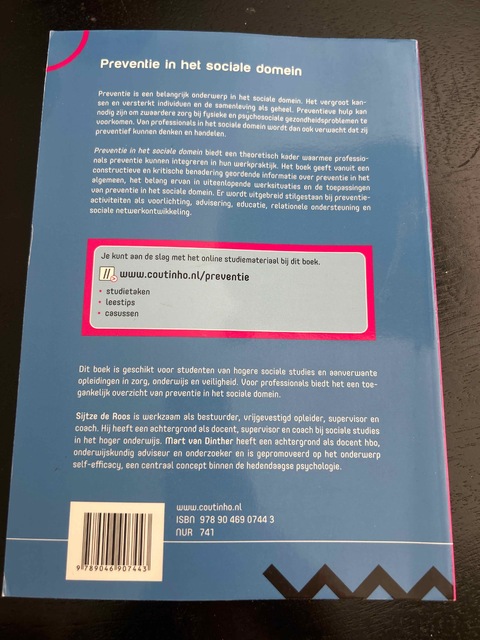 Preventie in het sociale domein
Preventie is een belangrijk onderwerp in het sociale domein. Het vergroot kan-
sen en versterkt individuen en de samenleving als geheel. Preventieve hulp kan
nodig zijn om zwaardere zorg bij fysieke en psychosociale gezondheidsproblemen te
voorkomen. Van professionals in het sociale domein wordt dan ook verwacht dat zij
preventief kunnen denken en handelen.
Preventie in het sociale domein biedt een theoretisch kader waarmee professio-
nals preventie kunnen integreren in hun werkpraktijk. Het boek geeft vanuit een
constructieve en kritische benadering geordende informatie over preventie in het
algemeen, het belang ervan in uiteenlopende werksituaties en de toepassingen
van preventie in het sociale domein. Er wordt uitgebreid stilgestaan bij preventie-
activiteiten als voorlichting, advisering, educatie, relationele ondersteuning en
sociale netwerkontwikkeling.
Je kunt aan de slag met het online studiemateriaal bij dit boek.
www.coutinho.nl/preventie
• studietaken
• leestips
• casussen
Dit boek is geschikt voor studenten van hogere sociale studies en aanverwante
opleidingen in zorg, onderwijs en veiligheid. Voor professionals biedt het een toe-
gankelijk overzicht van preventie in het sociale domein.
Sijtze de Roos is werkzaam als bestuurder, vrijgevestigd opleider, supervisor en
coach. Hij heeft een achtergrond als docent, supervisor en coach bij sociale studies
in het hoger onderwijs. Mart van Dinther heeft een achtergrond als docent hbo,
onderwijskundig adviseur en onderzoeker en is gepromoveerd op het onderwerp
self-efficacy, een centraal concept binnen de hedendaagse psychologie.
www.coutinho.nl
ISBN 978 90 469 0744 3
NUR 741
9 789046 907443